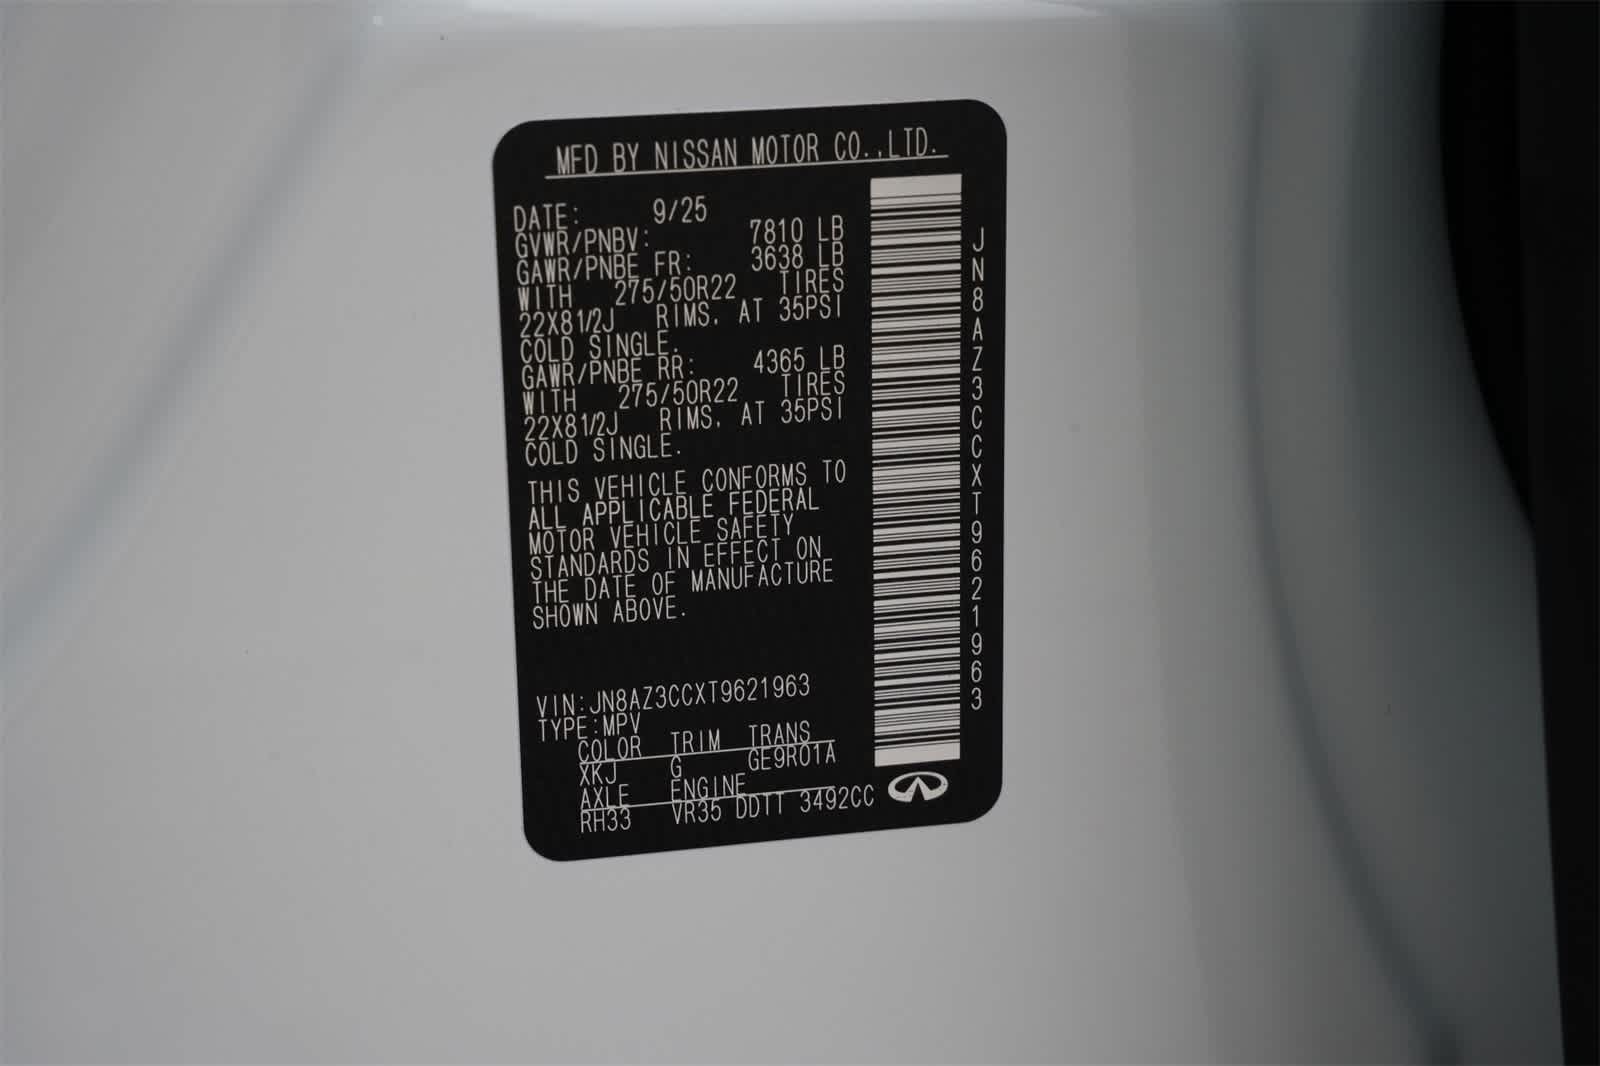 MFD BY NISSAN MOTOR CO.,LTD.
DATE: 9/25
GVWR/PNBV: 7810 LB
GAWR/PNBE FR: 3638 LB
WITH 275/50R22 TIRES
22X81/2J RIMS, AT 35PSI
COLD SINGLE.
GAWR/PNBE RR: 4365 LB
WITH 275/50R22 TIRES
22X81/2J RIMS, AT 35PSI
COLD SINGLE.
THIS VEHICLE CONFORMS TO
ALL APPLICABLE FEDERAL
MOTOR VEHICLE SAFETY
STANDARDS IN EFFECT ON
THE DATE OF MANUFACTURE
SHOWN ABOVE.
VIN:JN8AZ3CCXT9621963
TYPE:MPV
COLOR TRIM TRANS
XKJ G GE9R01A
AXLE ENGINE
RH33 VR35 DDTT 3492CC
JN8AZ3CCXT9621963